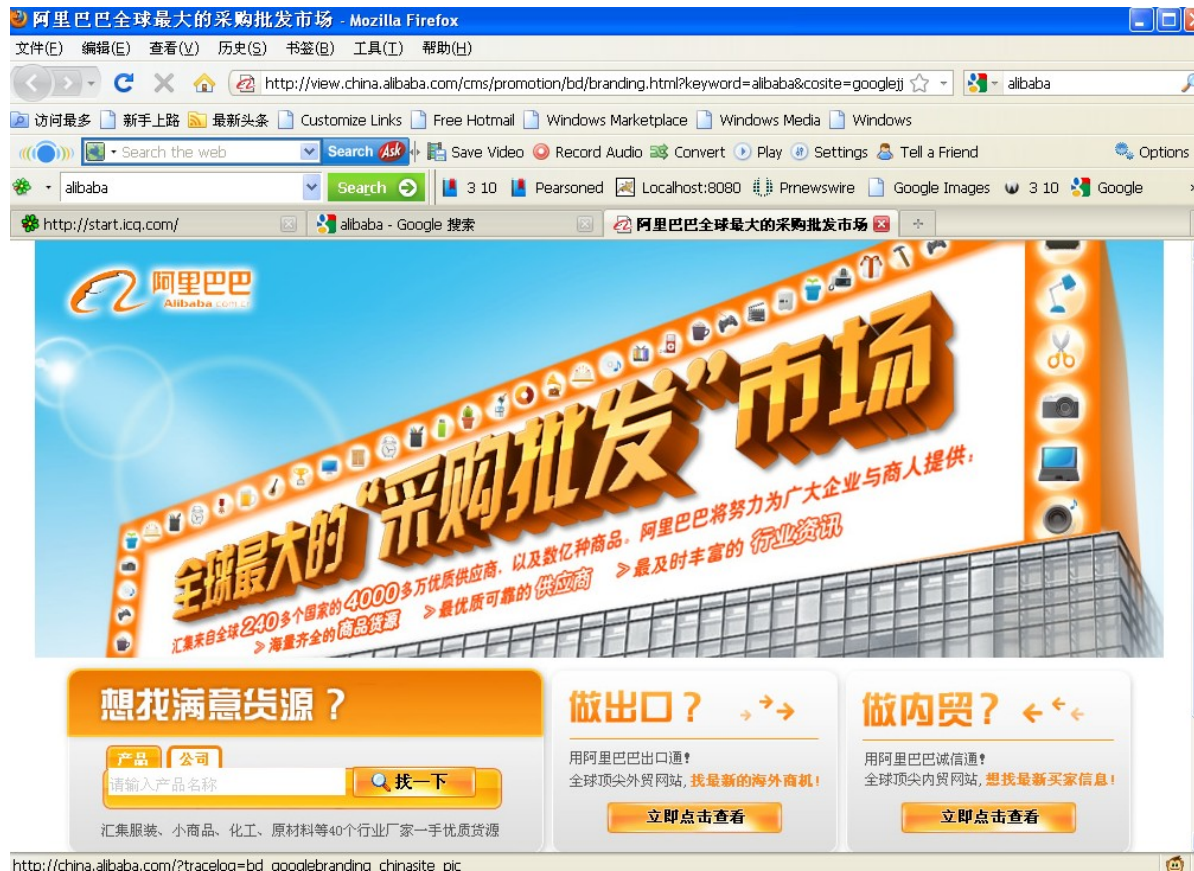 阿里巴巴全球最大的采购批发市场 - Mozilla Firefox
文件(F) 编辑(E) 查看(V) 历史(S) 书签(B) 工具(T) 帮助(H)
http://view.china.alibaba.com/cms/promotion/bd/branding.html?keyword=alibaba&cosite=googlejj alibaba
访问最多 新手上路 最新头条 Customize Links Free Hotmail Windows Marketplace Windows Media Windows
Search the web Search Ask Save Video Record Audio Convert Play Settings Tell a Friend Options
alibaba Search 3 10 Pearsoned Localhost:8080 Prnewswire Google Images 3 10 Google
http://start.icq.com/ alibaba - Google 搜索 阿里巴巴全球最大的采购批发市场
阿里巴巴
Alibaba.com.cn
全球最大的“采购批发”市场
汇集来自全球240多个国家的4000多万优质供应商，以及数亿种商品。阿里巴巴将努力为广大企业与商人提供：
>海量齐全的商品货源 >最优质可靠的供应商 >最及时丰富的行业资讯
想找满意货源？
产品 公司
请输入产品名称 找一下
汇集服装、小商品、化工、原材料等40个行业厂家一手优质货源
做出口？
用阿里巴巴出口通!
全球顶尖外贸网站,找最新的海外商机!
立即点击查看
做内贸？
用阿里巴巴诚信通!
全球顶尖内贸网站,想找最新买家信息!
立即点击查看
http://china.alibaba.com/?tracelog=bd_googlebranding_chinasite_pic